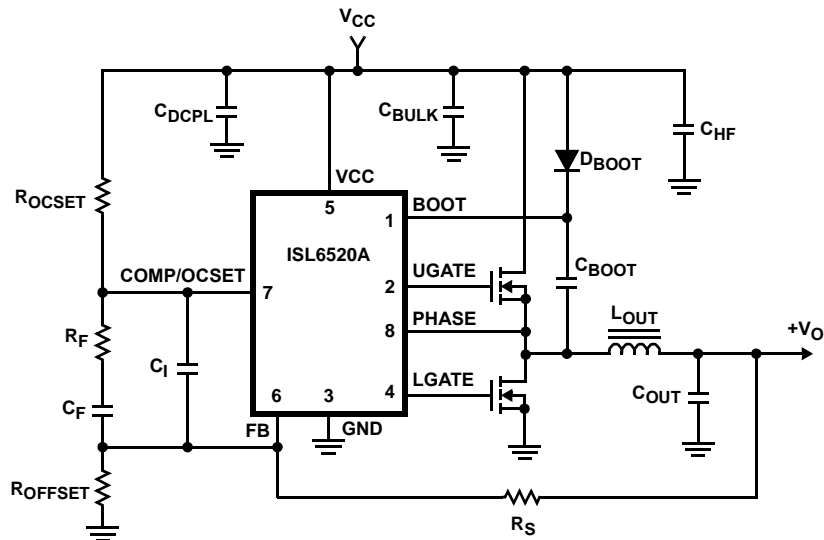 VCC
CDCPL
CBULK
CHF
DBOOT
ROCSET
VCC
5
BOOT
1
ISL6520A
CBOOT
COMP/OCSET
7
UGATE
2
LOUT
PHASE
8
+VO
RF
CI
LGATE
4
COUT
CF
6
3
FB
GND
ROFFSET
RS